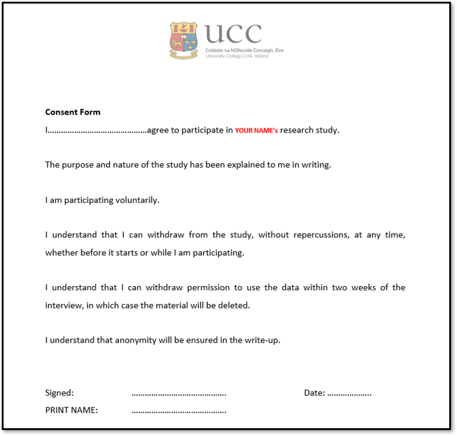 UCC
Coláiste na hOllscoile Corcaigh, Éire
University College Cork, Ireland
Consent Form
I……………………………………agree to participate in YOUR NAME's research study.
The purpose and nature of the study has been explained to me in writing.
I am participating voluntarily.
I understand that I can withdraw from the study, without repercussions, at any time,
whether before it starts or while I am participating.
I understand that I can withdraw permission to use the data within two weeks of the
interview, in which case the material will be deleted.
I understand that anonymity will be ensured in the write-up.
Signed: …………………………………. Date: ………………
PRINT NAME: ………………………………….